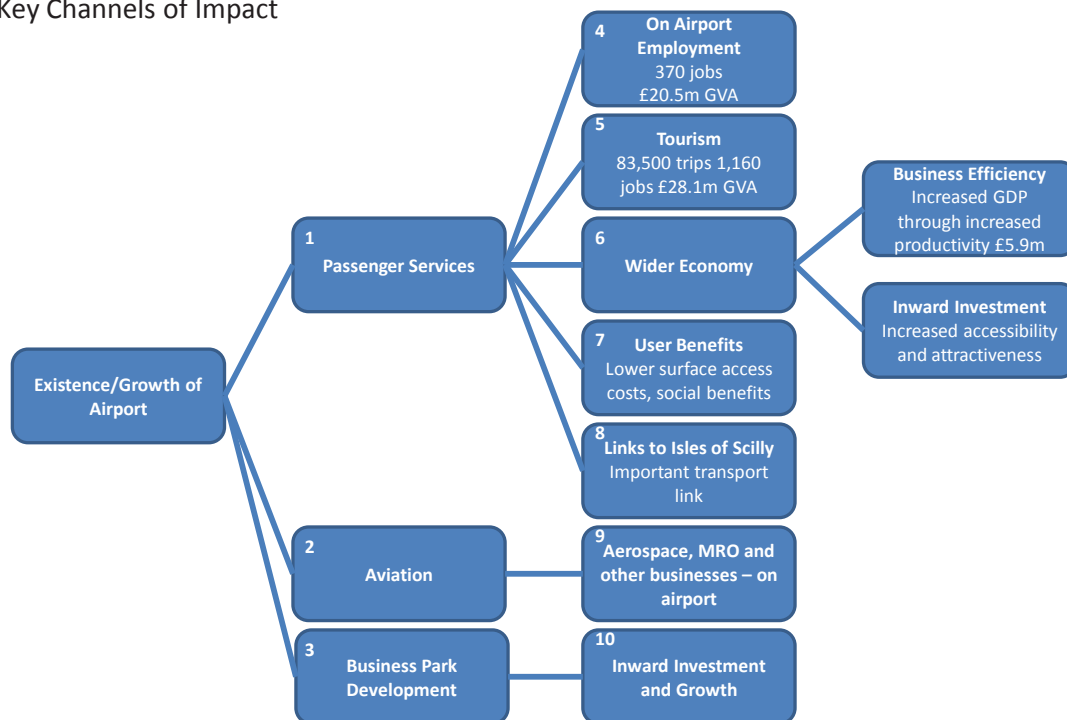 Key Channels of Impact
4
On Airport
Employment
370 jobs
£20.5m GVA
5
Tourism
83,500 trips 1,160
jobs £28.1m GVA
Business Efficiency
Increased GDP
through increased
productivity £5.9m
1
Passenger Services
6
Wider Economy
Inward Investment
Increased accessibility
and attractiveness
7
User Benefits
Lower surface access
costs, social benefits
Existence/Growth of
Airport
8
Links to Isles of Scilly
Important transport
link
2
Aviation
9
Aerospace, MRO and
other businesses – on
airport
3
Business Park
Development
10
Inward Investment
and Growth